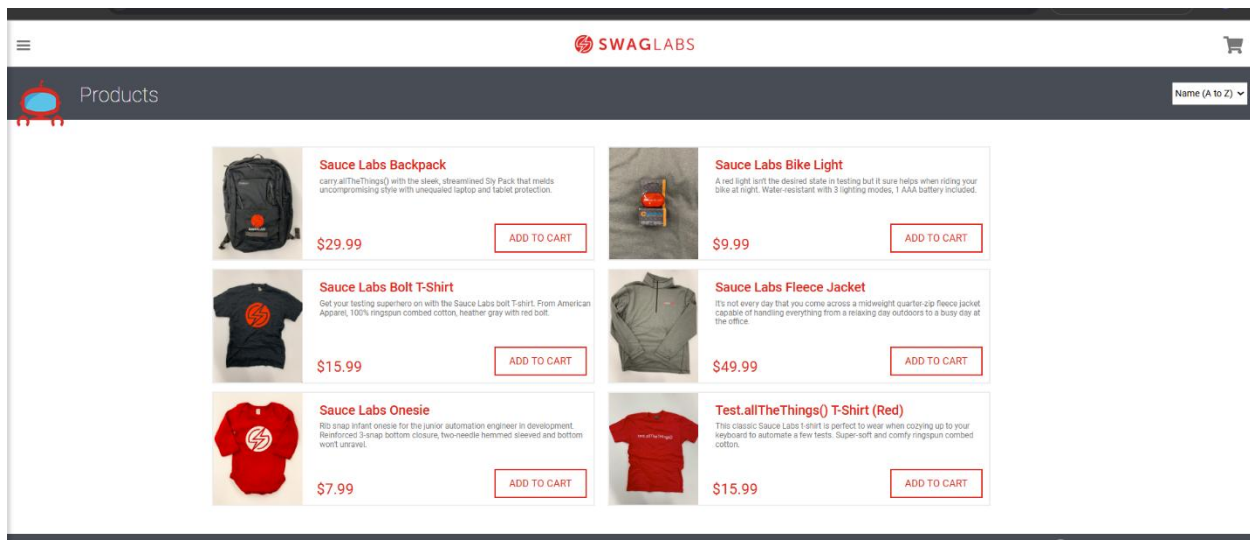 SWAGLABS
Products
Name (A to Z)
Sauce Labs Backpack
carry.allTheThings() with the sleek, streamlined Sly Pack that melds
uncompromising style with unequaled laptop and tablet protection.
$29.99
ADD TO CART
Sauce Labs Bike Light
A red light isn't the desired state in testing but it sure helps when riding your
bike at night. Water-resistant with 3 lighting modes, 1 AAA battery included.
$9.99
ADD TO CART
Sauce Labs Bolt T-Shirt
Get your testing superhero on with the Sauce Labs bolt T-shirt. From American
Apparel, 100% ringspun combed cotton, heather gray with red bolt.
$15.99
ADD TO CART
Sauce Labs Fleece Jacket
It's not every day that you come across a midweight quarter-zip fleece jacket
capable of handling everything from a relaxing day outdoors to a busy day at
the office.
$49.99
ADD TO CART
Sauce Labs Onesie
Rib snap infant onesie for the junior automation engineer in development.
Reinforced 3-snap bottom closure, two-needle hemmed sleeved and bottom
won't unravel.
$7.99
ADD TO CART
Test.allTheThings() T-Shirt (Red)
This classic Sauce Labs t-shirt is perfect to wear when cozying up to your
keyboard to automate a few tests. Super-soft and comfy ringspun combed
cotton.
$15.99
ADD TO CART